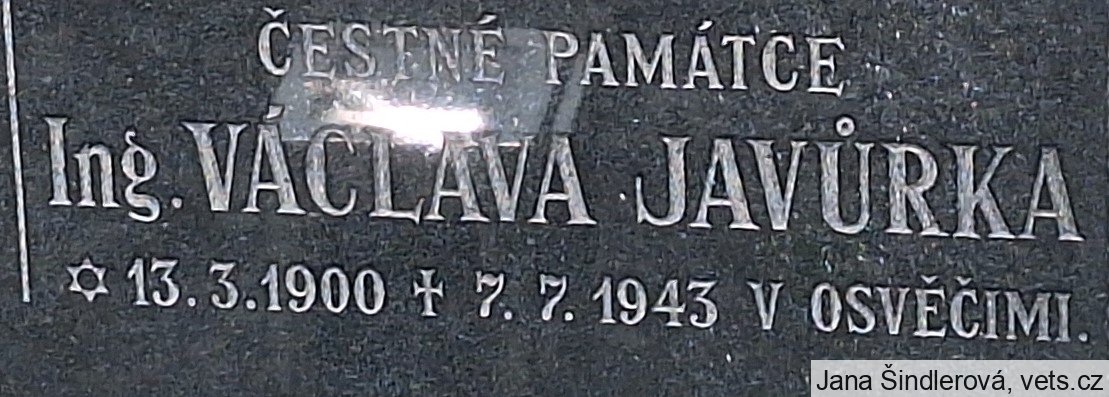 ČESTNÉ PAMÁTCE
Ing. VÁCLAVA JAVŮRKA
✡ 13.3.1900 ✝ 7.7.1943 V OSVĚČIMI.
Jana Šindlerová, vets.cz